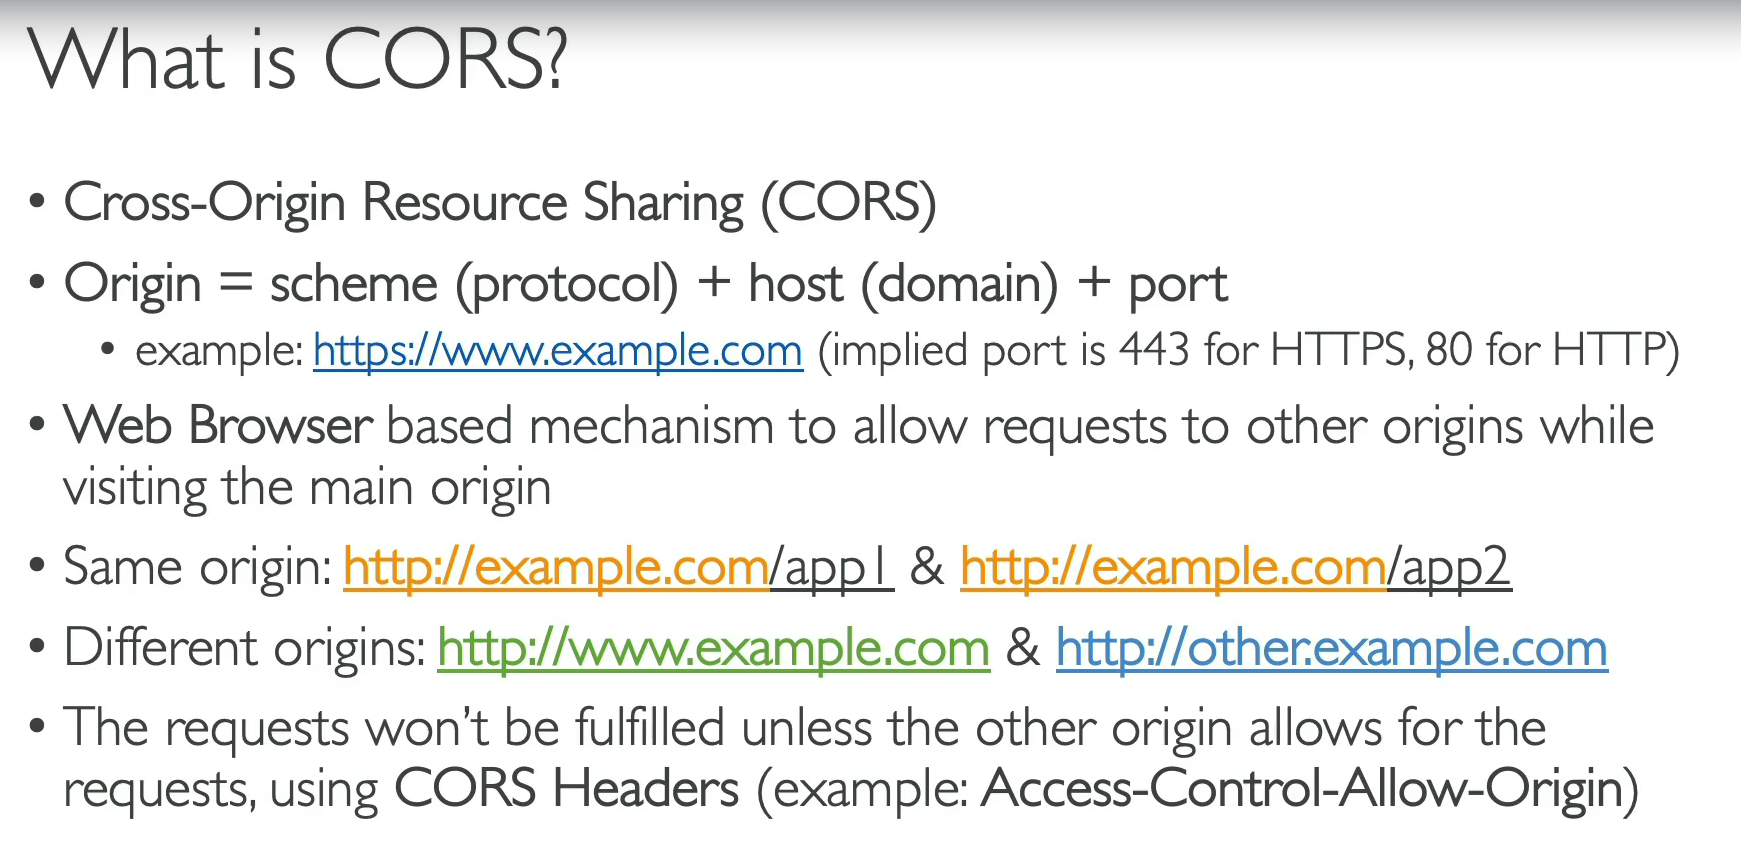 What is CORS?
• Cross-Origin Resource Sharing (CORS)
• Origin = scheme (protocol) + host (domain) + port
• example: https://www.example.com (implied port is 443 for HTTPS, 80 for HTTP)
• Web Browser based mechanism to allow requests to other origins while
visiting the main origin
• Same origin: http://example.com/app1 & http://example.com/app2
• Different origins: http://www.example.com & http://other.example.com
• The requests won’t be fulfilled unless the other origin allows for the
requests, using CORS Headers (example: Access-Control-Allow-Origin)